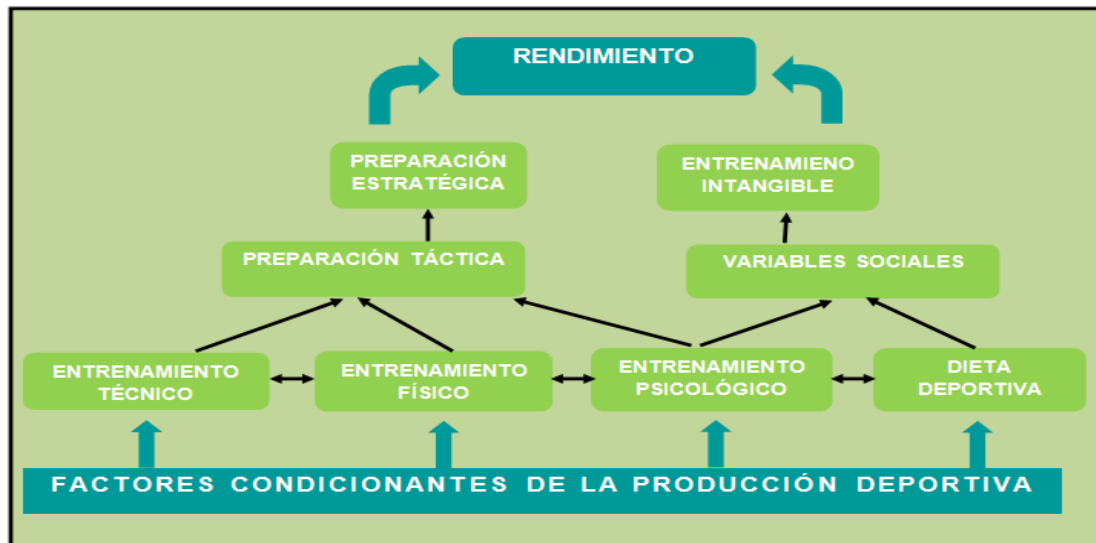 RENDIMIENTO
PREPARACIÓN
ESTRATÉGICA
ENTRENAMIENO
INTANGIBLE
PREPARACIÓN TÁCTICA
VARIABLES SOCIALES
ENTRENAMIENTO
TÉCNICO
ENTRENAMIENTO
FÍSICO
ENTRENAMIENTO
PSICOLÓGICO
DIETA
DEPORTIVA
FACTORES CONDICIONANTES DE LA PRODUCCIÓN DEPORTIVA